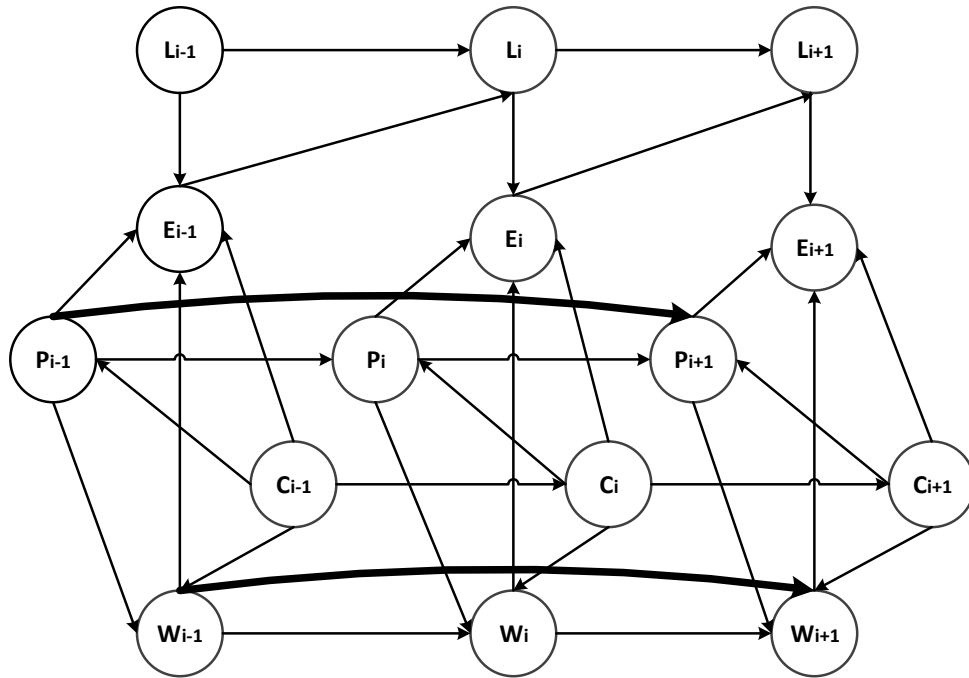 Li-1 Li Li+1
Ei-1 Ei Ei+1
Pi-1 Pi Pi+1
Ci-1 Ci Ci+1
Wi-1 Wi Wi+1